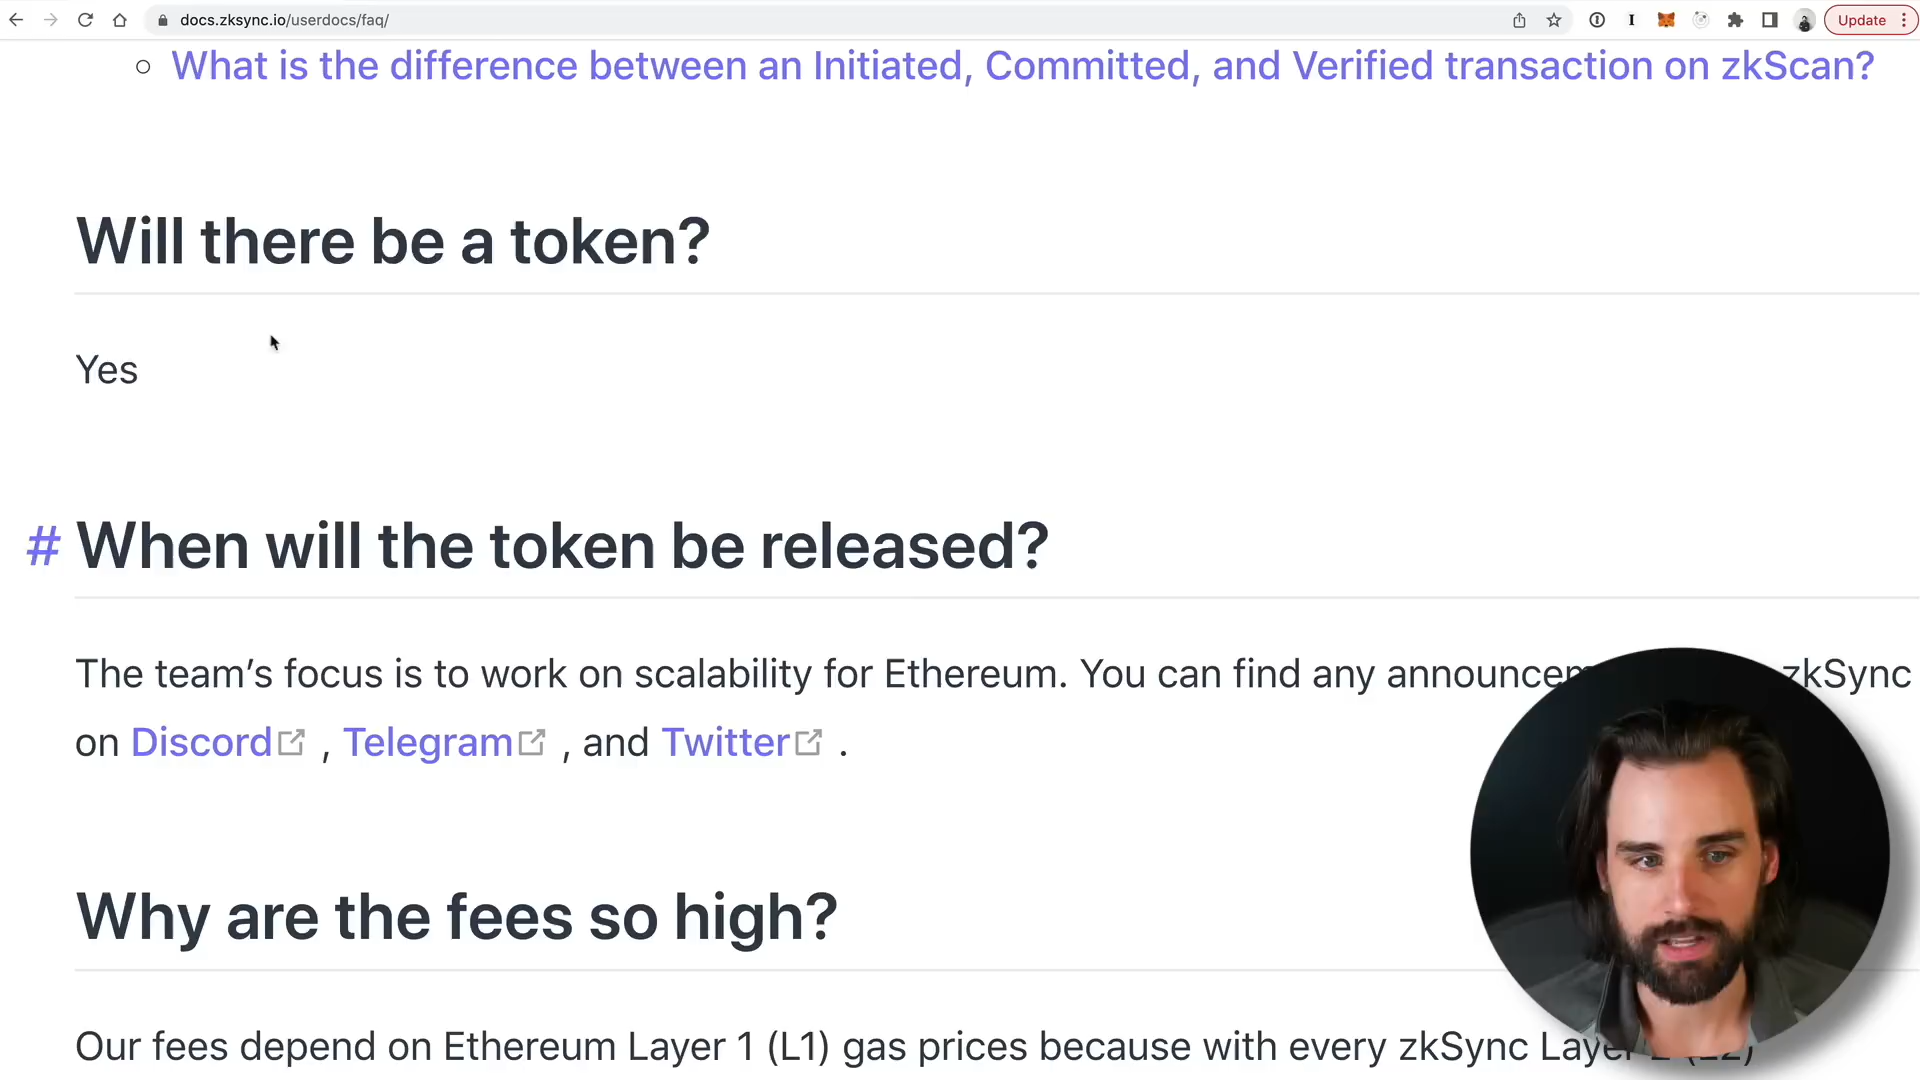 docs.zksync.io/userdocs/faq/
Update
What is the difference between an Initiated, Committed, and Verified transaction on zkScan?
Will there be a token?
Yes
# When will the token be released?
The team’s focus is to work on scalability for Ethereum. You can find any zkSync
on Discord , Telegram , and Twitter .
Why are the fees so high?
Our fees depend on Ethereum Layer 1 (L1) gas prices because with every zkSync Layer